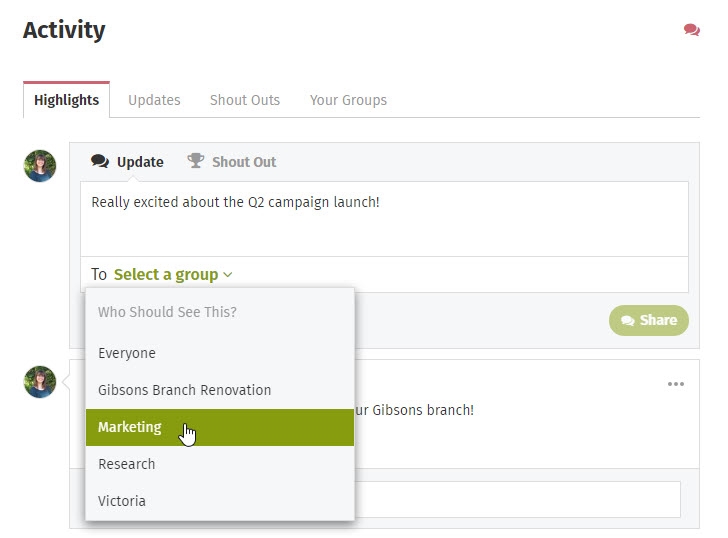 Activity
Highlights Updates Shout Outs Your Groups
Update Shout Out
Really excited about the Q2 campaign launch!
To Select a group
Share
Who Should See This?
Everyone
Gibsons Branch Renovation
ur Gibsons branch!
Marketing
Research
Victoria